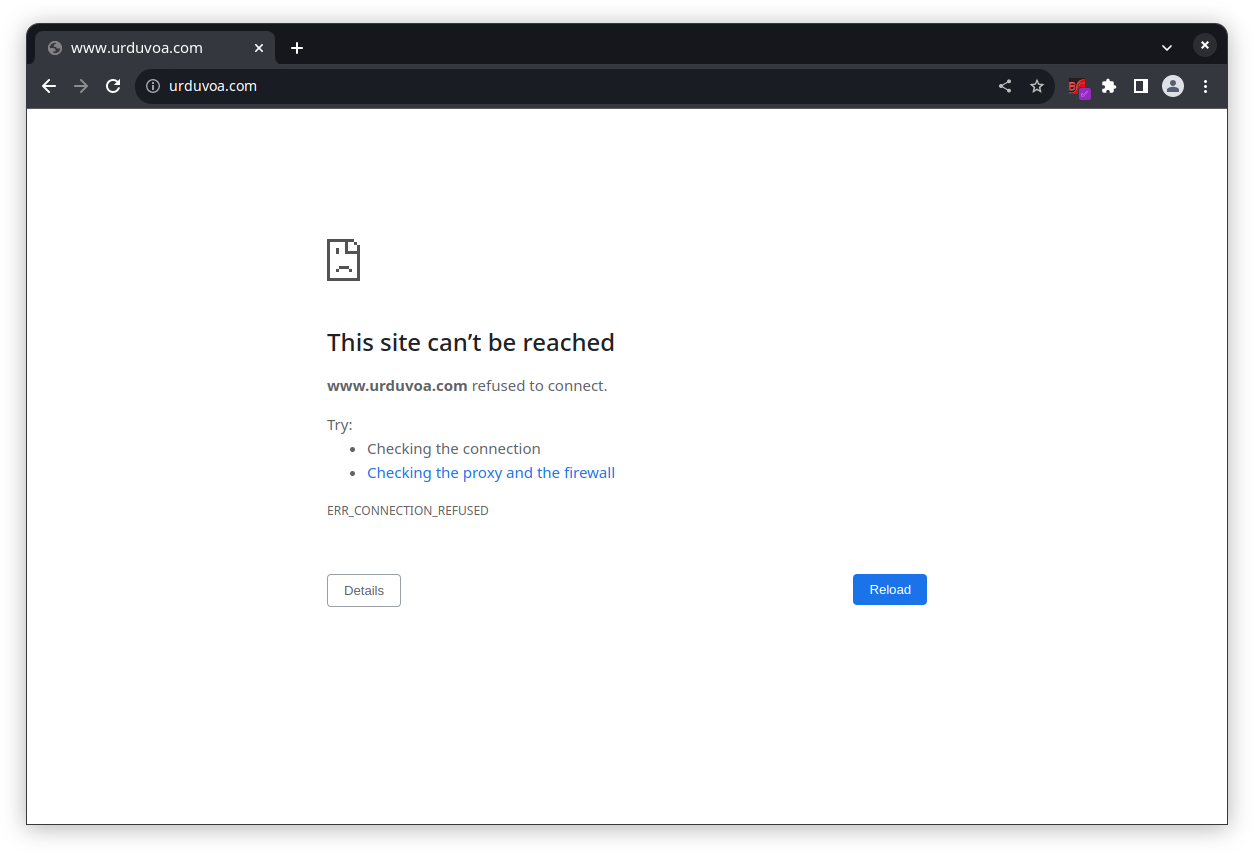 www.urduvoa.com
urduvoa.com
This site can’t be reached
www.urduvoa.com refused to connect.
Try:
Checking the connection
Checking the proxy and the firewall
ERR_CONNECTION_REFUSED
Details
Reload